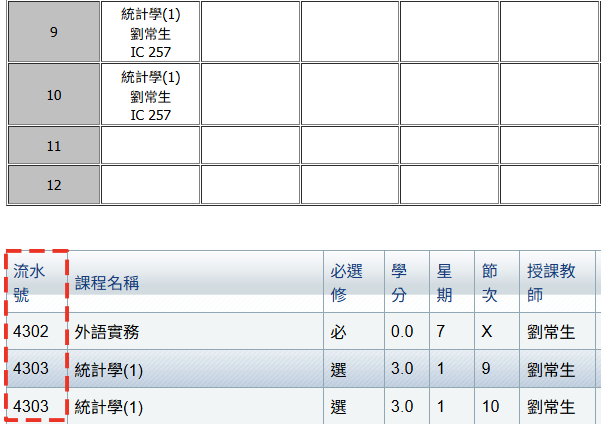 9
統計學(1)
劉常生
IC 257
10
統計學(1)
劉常生
IC 257
11
12
流水號 課程名稱 必選修 學分 星期 節次 授課教師
4302 外語實務 必 0.0 7 X 劉常生
4303 統計學(1) 選 3.0 1 9 劉常生
4303 統計學(1) 選 3.0 1 10 劉常生